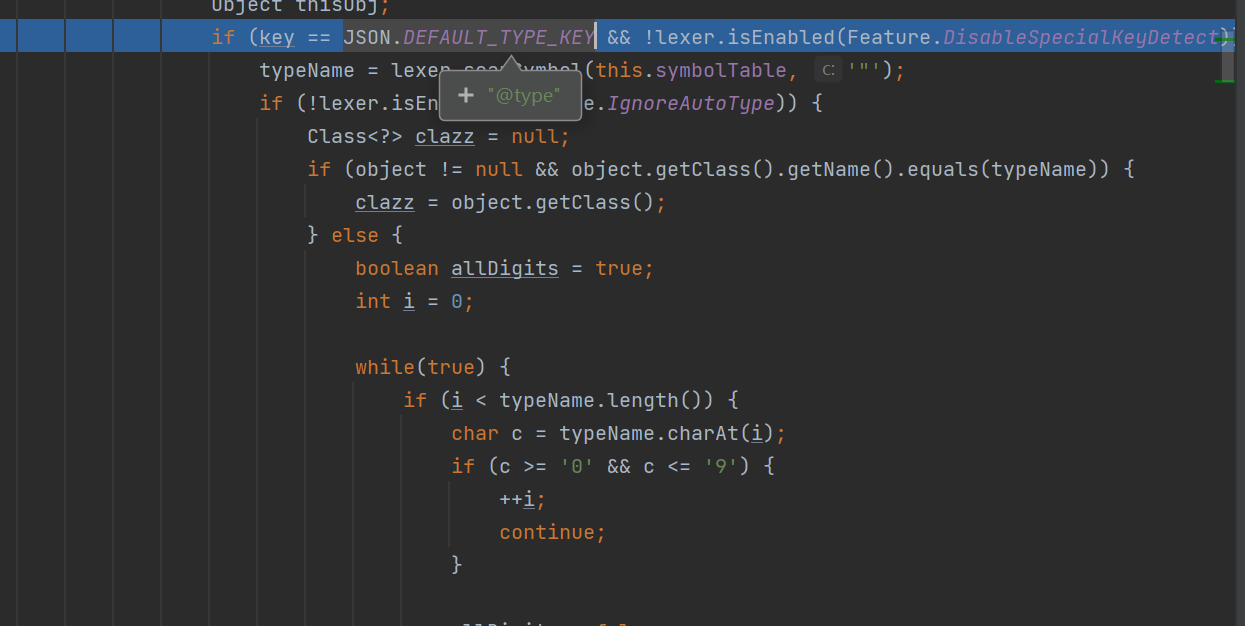 Object thisObj;
if (key == JSON.DEFAULT_TYPE_KEY && !lexer.isEnabled(Feature.DisableSpecialKeyDetect)
typeName = lexer.scanSymbol(this.symbolTable, c: '"');
+ "@type"
if (!lexer.isEn e.IgnoreAutoType)) {
Class<?> clazz = null;
if (object != null && object.getClass().getName().equals(typeName)) {
clazz = object.getClass();
} else {
boolean allDigits = true;
int i = 0;
while(true) {
if (i < typeName.length()) {
char c = typeName.charAt(i);
if (c >= '0' && c <= '9') {
++i;
continue;
}